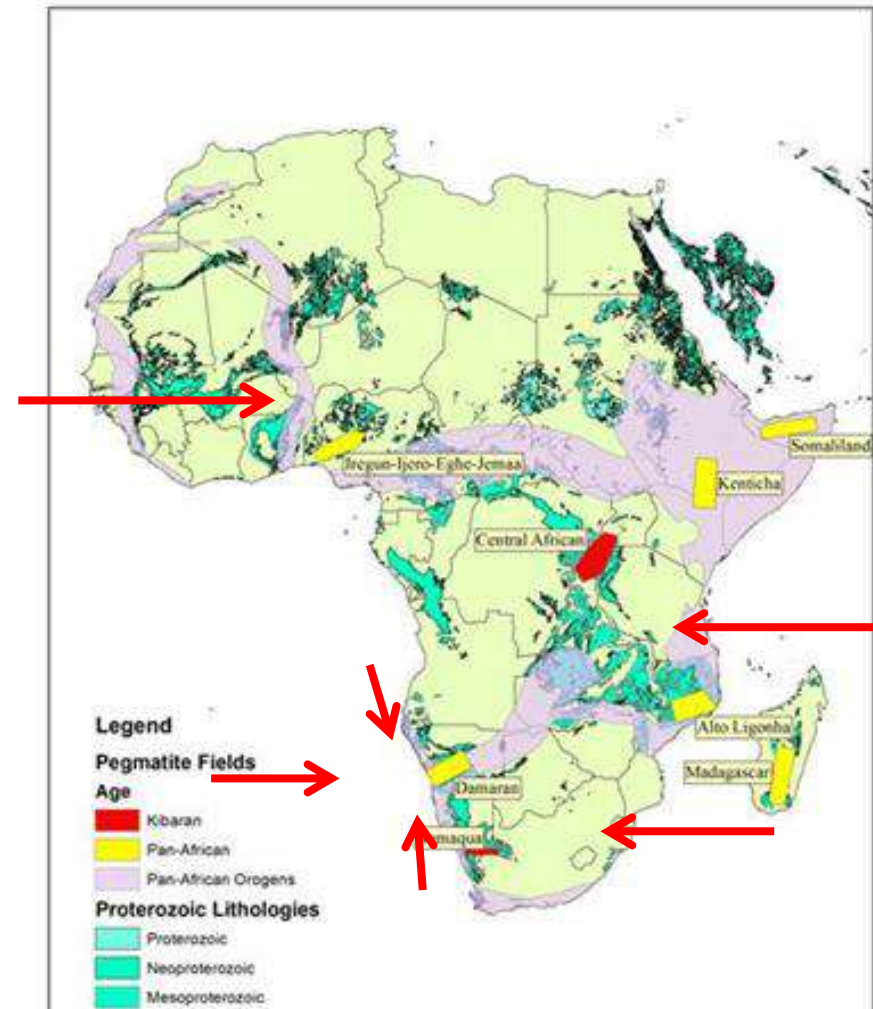 Somaliland
Iregun-Ijero-Eghe-Jemaa
Kenticha
Central African
Alto Ligonha
Madagascar
Damaran
maqua
Legend
Pegmatite Fields
Age
Kibaran
Pan-African
Pan-African Orogens
Proterozoic Lithologies
Proterozoic
Neoproterozoic
Mesoproterozoic